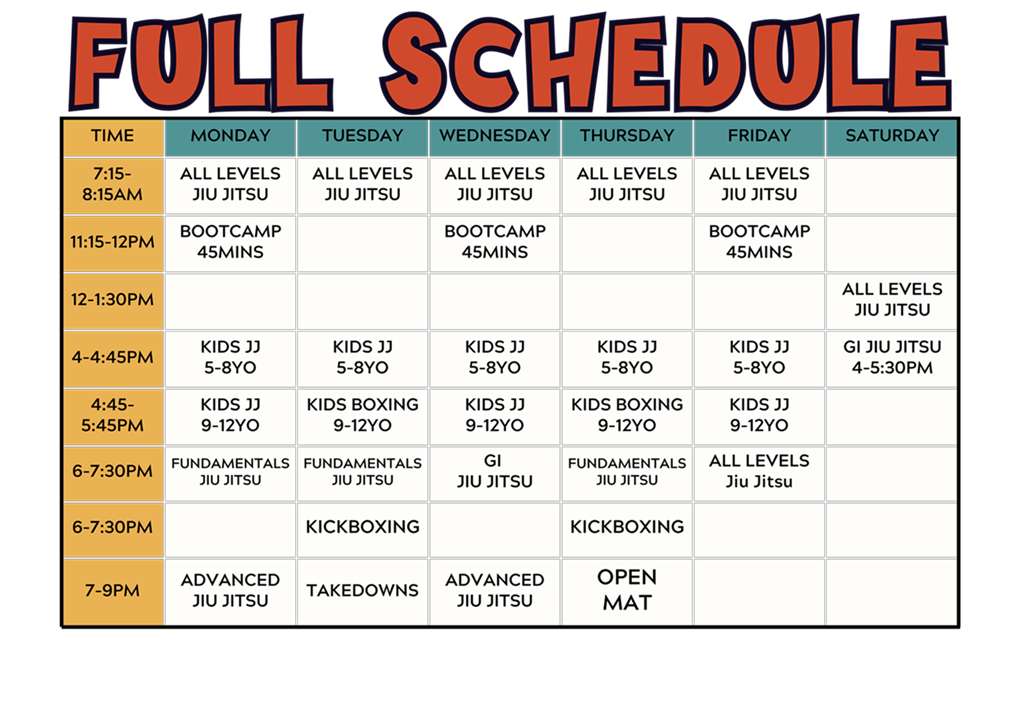 FULL SCHEDULE
TIME MONDAY TUESDAY WEDNESDAY THURSDAY FRIDAY SATURDAY
7:15-
8:15AM
ALL LEVELS
JIU JITSU
ALL LEVELS
JIU JITSU
ALL LEVELS
JIU JITSU
ALL LEVELS
JIU JITSU
ALL LEVELS
JIU JITSU
11:15-12PM
BOOTCAMP
45MINS
BOOTCAMP
45MINS
BOOTCAMP
45MINS
12-1:30PM
ALL LEVELS
JIU JITSU
4-4:45PM
KIDS JJ
5-8YO
KIDS JJ
5-8YO
KIDS JJ
5-8YO
KIDS JJ
5-8YO
KIDS JJ
5-8YO
GI JIU JITSU
4-5:30PM
4:45-
5:45PM
KIDS JJ
9-12YO
KIDS BOXING
9-12YO
KIDS JJ
9-12YO
KIDS BOXING
9-12YO
KIDS JJ
9-12YO
6-7:30PM
FUNDAMENTALS
JIU JITSU
FUNDAMENTALS
JIU JITSU
GI
JIU JITSU
FUNDAMENTALS
JIU JITSU
ALL LEVELS
Jiu Jitsu
6-7:30PM
KICKBOXING
KICKBOXING
7-9PM
ADVANCED
JIU JITSU
TAKEDOWNS
ADVANCED
JIU JITSU
OPEN
MAT